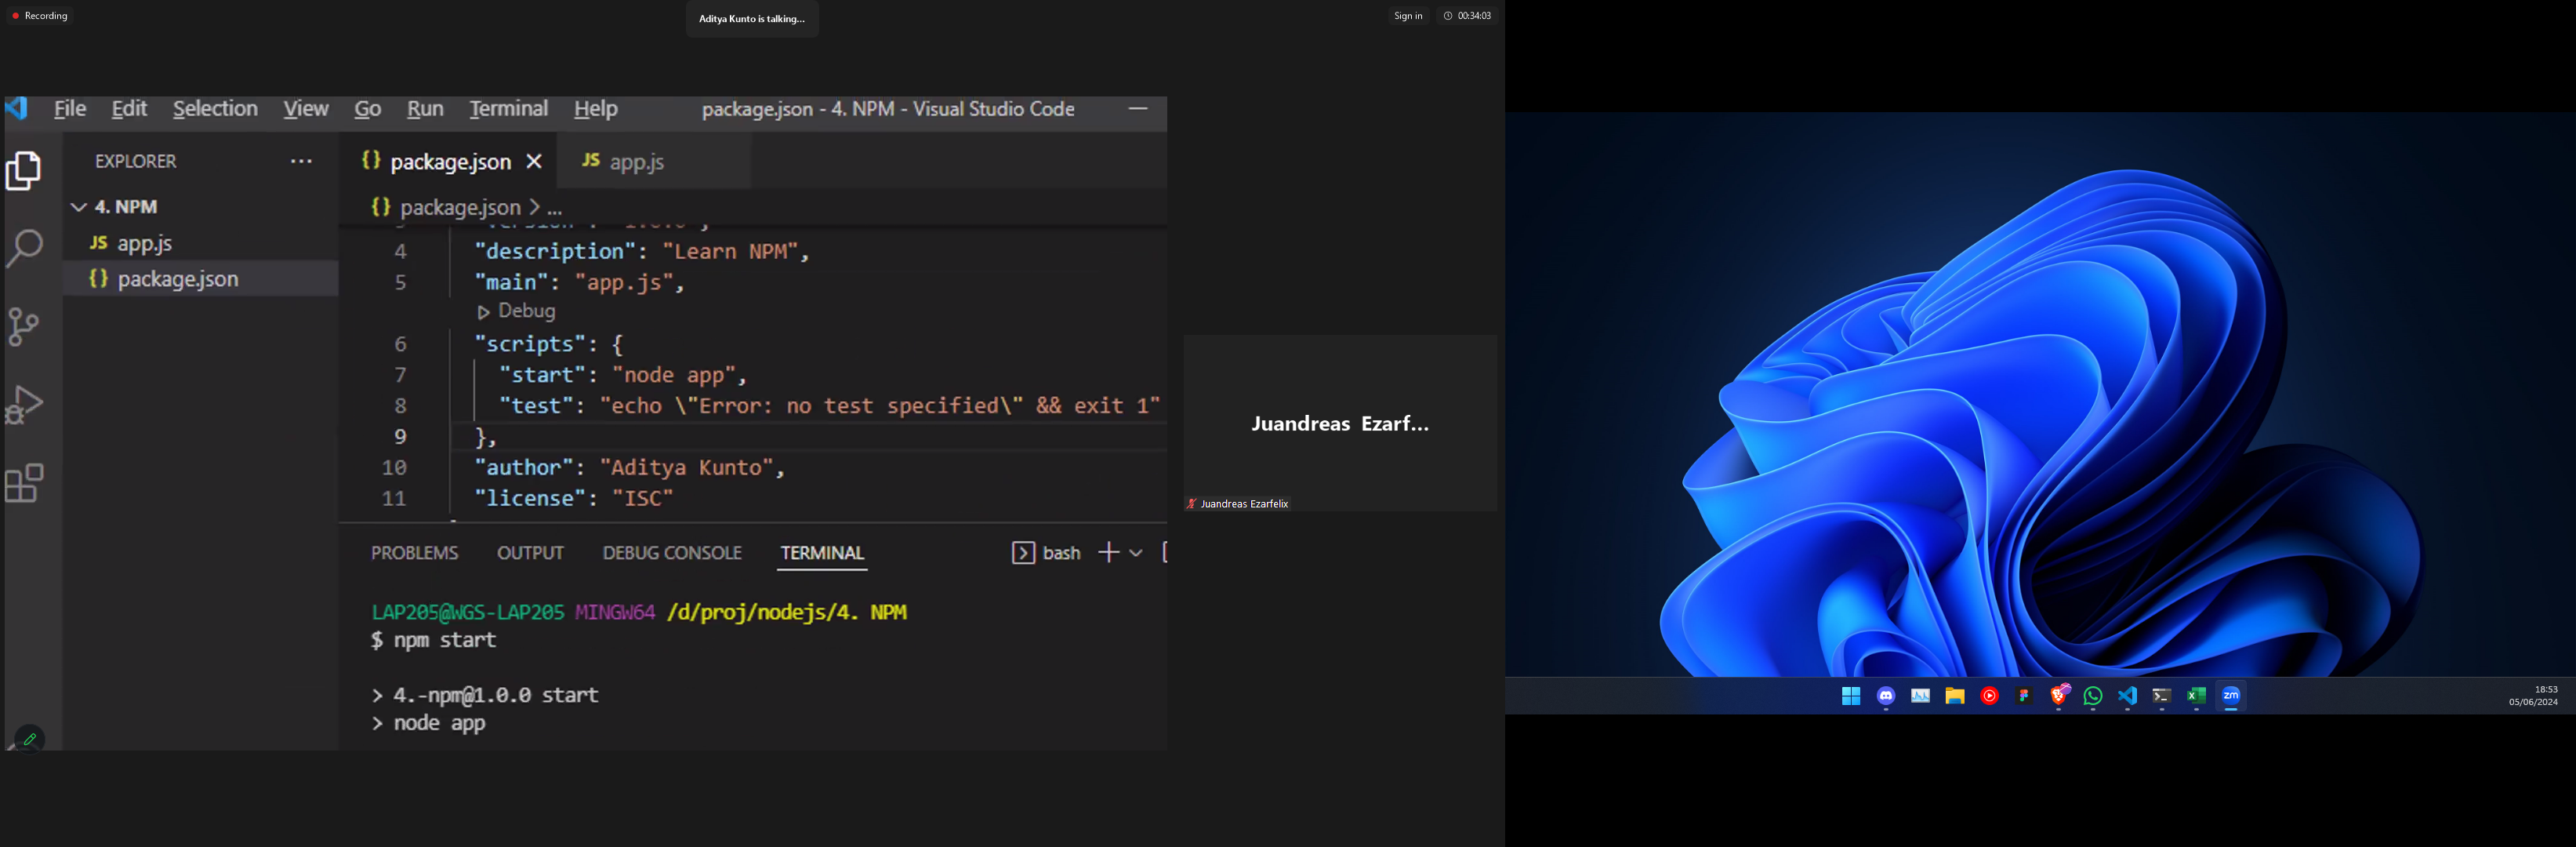 Recording
Aditya Kunto is talking...
Sign in
00:34:03
File Edit Selection View Go Run Terminal Help
package.json - 4. NPM - Visual Studio Code
EXPLORER
4. NPM
JS app.js
{} package.json
{} package.json
JS app.js
{} package.json > ...
4 "description": "Learn NPM",
5 "main": "app.js",
Debug
6 "scripts": {
7 "start": "node app",
8 "test": "echo \"Error: no test specified\" && exit 1"
9 },
10 "author": "Aditya Kunto",
11 "license": "ISC"
PROBLEMS OUTPUT DEBUG CONSOLE TERMINAL
bash
LAP205@WGS-LAP205 MINGW64 /d/proj/nodejs/4. NPM
$ npm start
> 4.-npm@1.0.0 start
> node app
Juandreas Ezarf...
Juandreas Ezarfelix
zm
18:53
05/06/2024